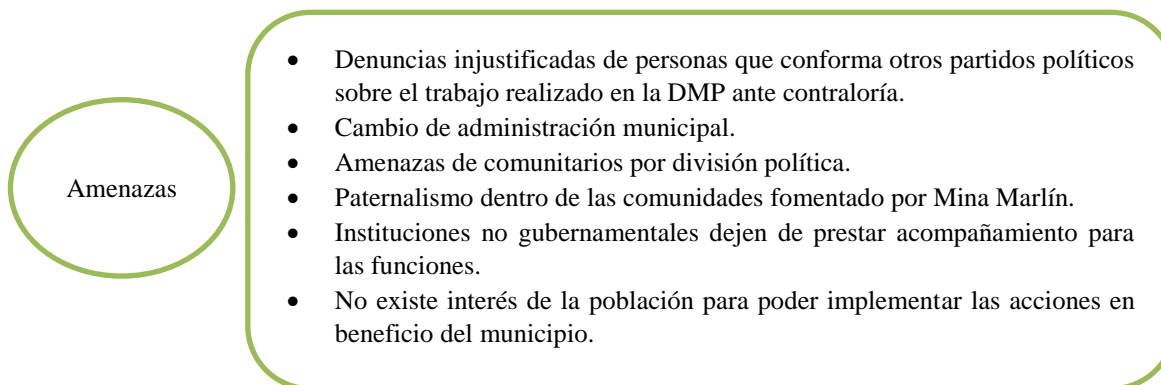 Amenazas
• Denuncias injustificadas de personas que conforma otros partidos políticos
sobre el trabajo realizado en la DMP ante contraloría.
• Cambio de administración municipal.
• Amenazas de comunitarios por división política.
• Paternalismo dentro de las comunidades fomentado por Mina Marlín.
• Instituciones no gubernamentales dejen de prestar acompañamiento para
las funciones.
• No existe interés de la población para poder implementar las acciones en
beneficio del municipio.